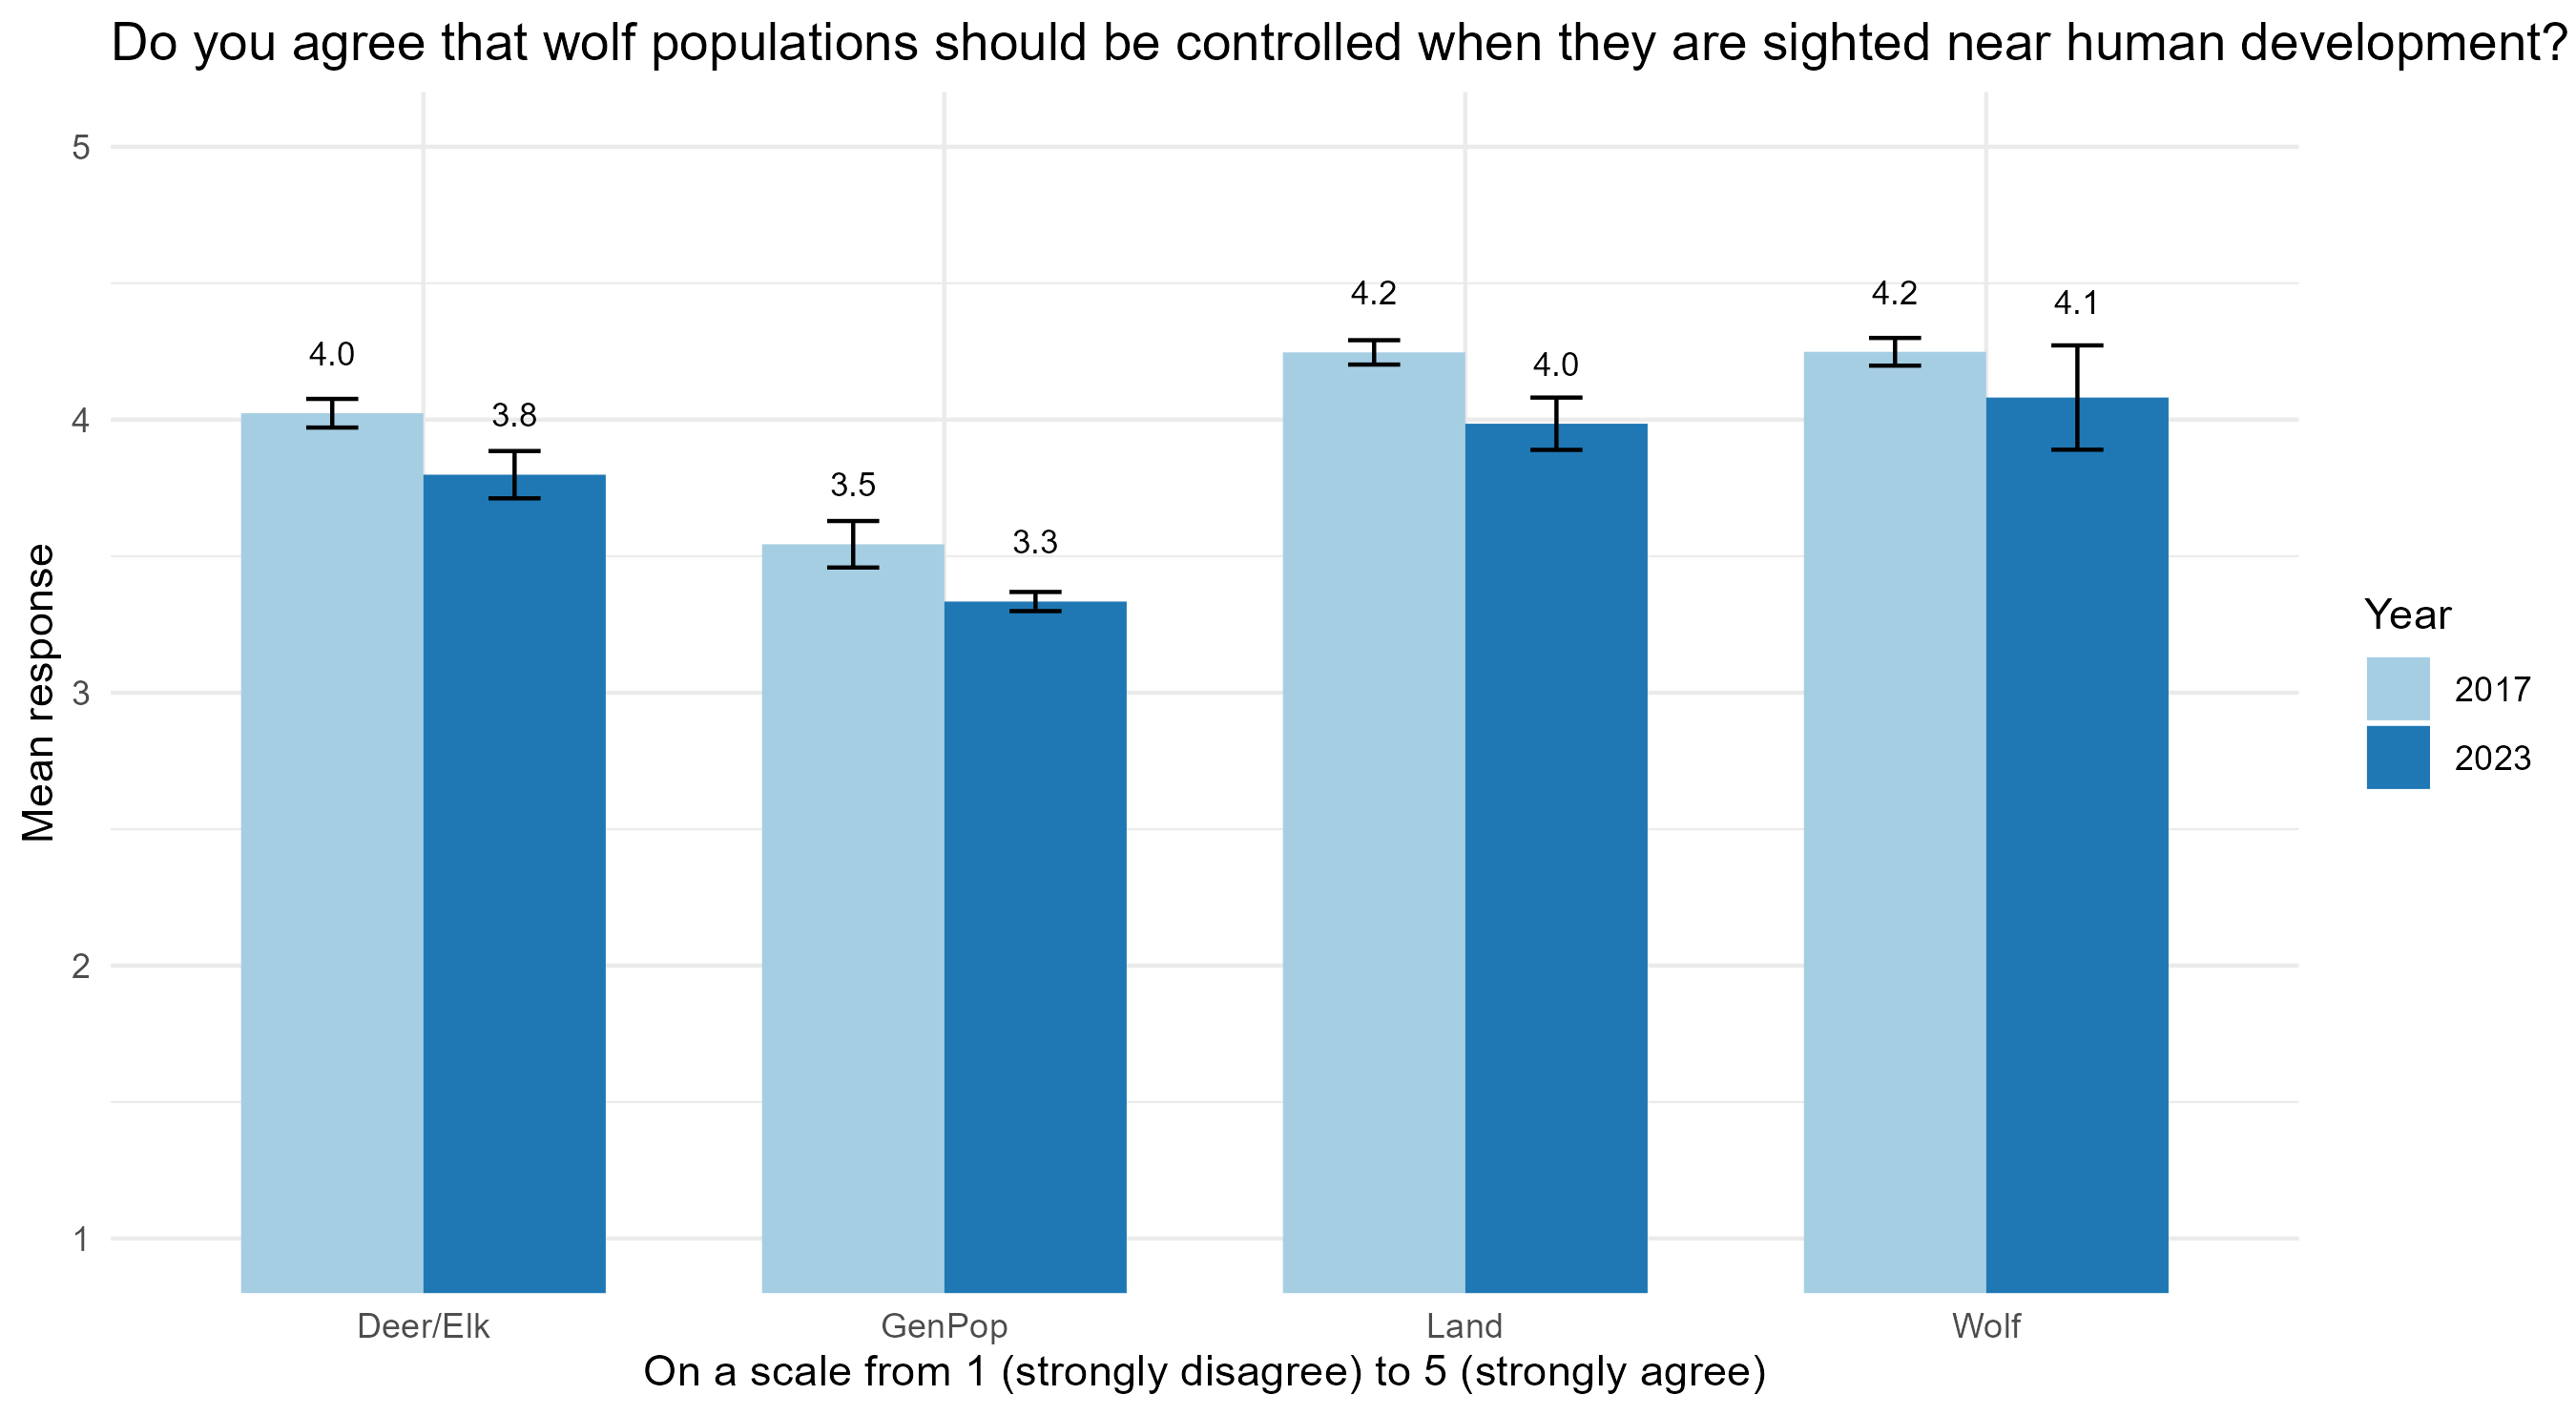 Do you agree that wolf populations should be controlled when they are sighted near human development?
5
4
3
2
1
Mean response
4.0
3.8
3.5
3.3
4.2
4.0
4.2
4.1
Deer/Elk
GenPop
Land
Wolf
On a scale from 1 (strongly disagree) to 5 (strongly agree)
Year
2017
2023